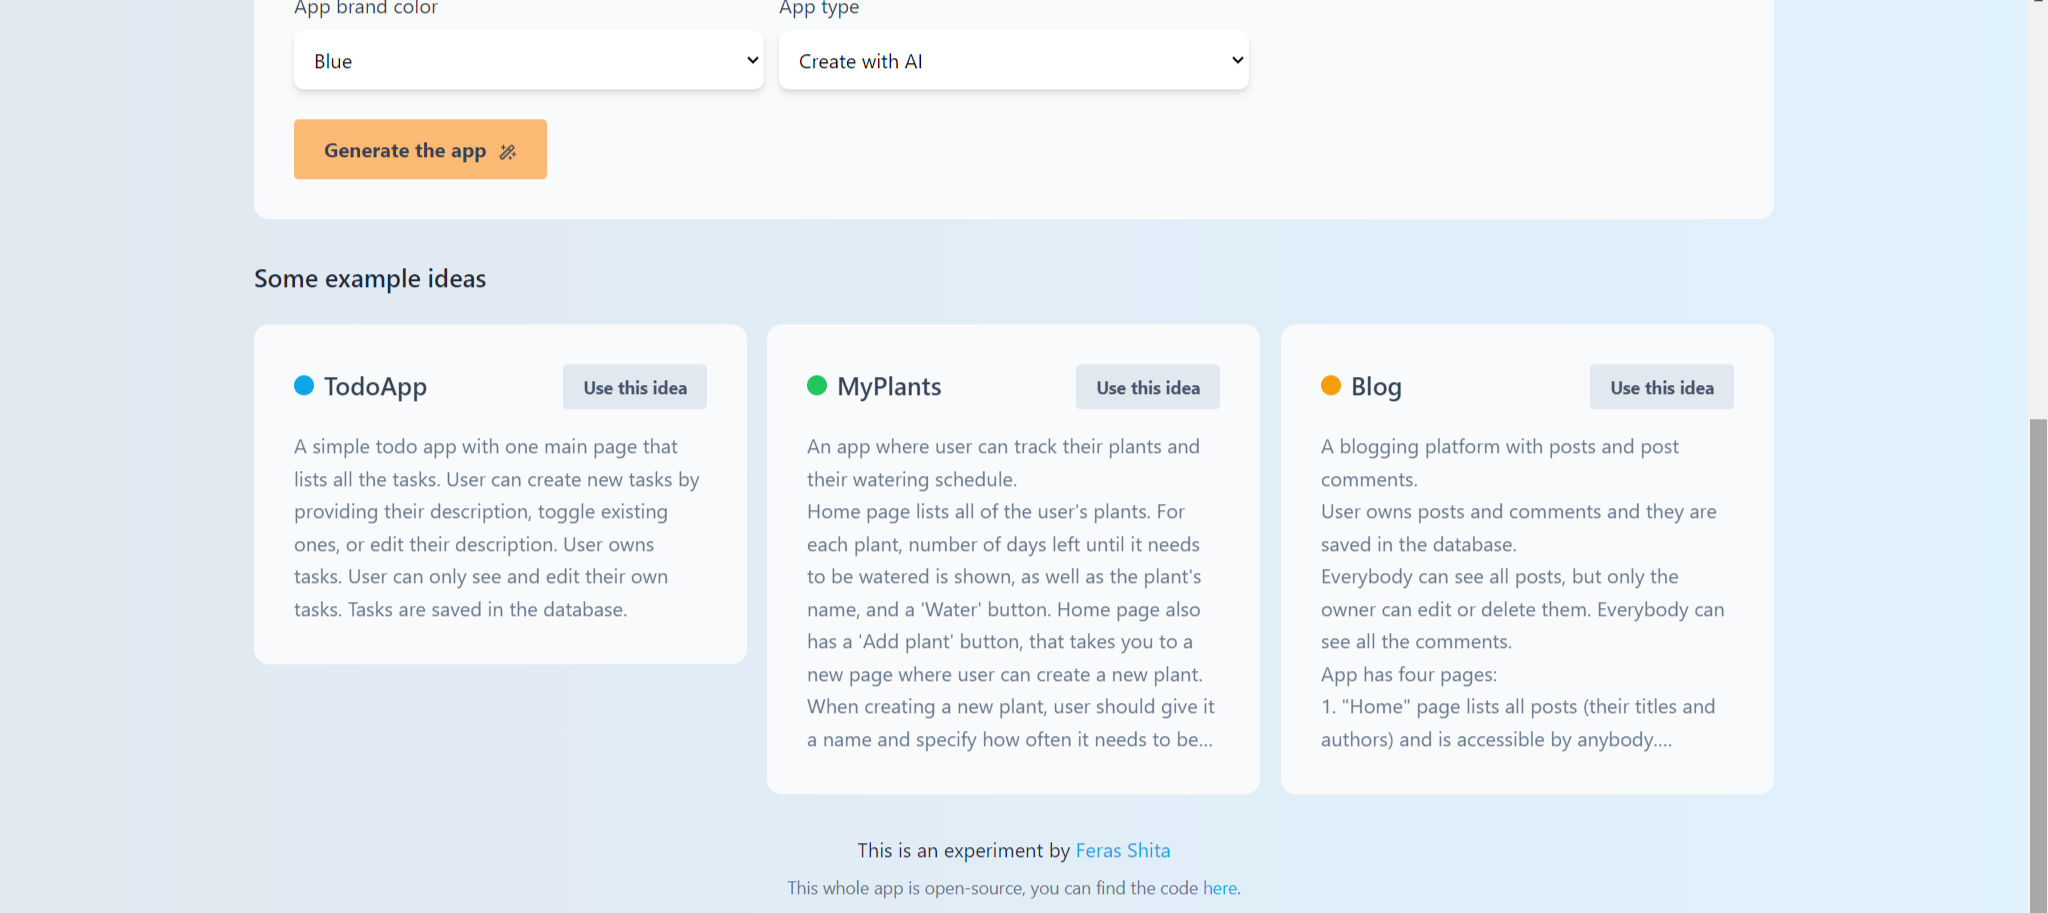 App brand color
App type
Blue
Create with AI
Generate the app
Some example ideas
TodoApp
Use this idea
A simple todo app with one main page that
lists all the tasks. User can create new tasks by
providing their description, toggle existing
ones, or edit their description. User owns
tasks. User can only see and edit their own
tasks. Tasks are saved in the database.
MyPlants
Use this idea
An app where user can track their plants and
their watering schedule.
Home page lists all of the user's plants. For
each plant, number of days left until it needs
to be watered is shown, as well as the plant's
name, and a 'Water' button. Home page also
has a 'Add plant' button, that takes you to a
new page where user can create a new plant.
When creating a new plant, user should give it
a name and specify how often it needs to be...
Blog
Use this idea
A blogging platform with posts and post
comments.
User owns posts and comments and they are
saved in the database.
Everybody can see all posts, but only the
owner can edit or delete them. Everybody can
see all the comments.
App has four pages:
1. "Home" page lists all posts (their titles and
authors) and is accessible by anybody....
This is an experiment by Feras Shita
This whole app is open-source, you can find the code here.